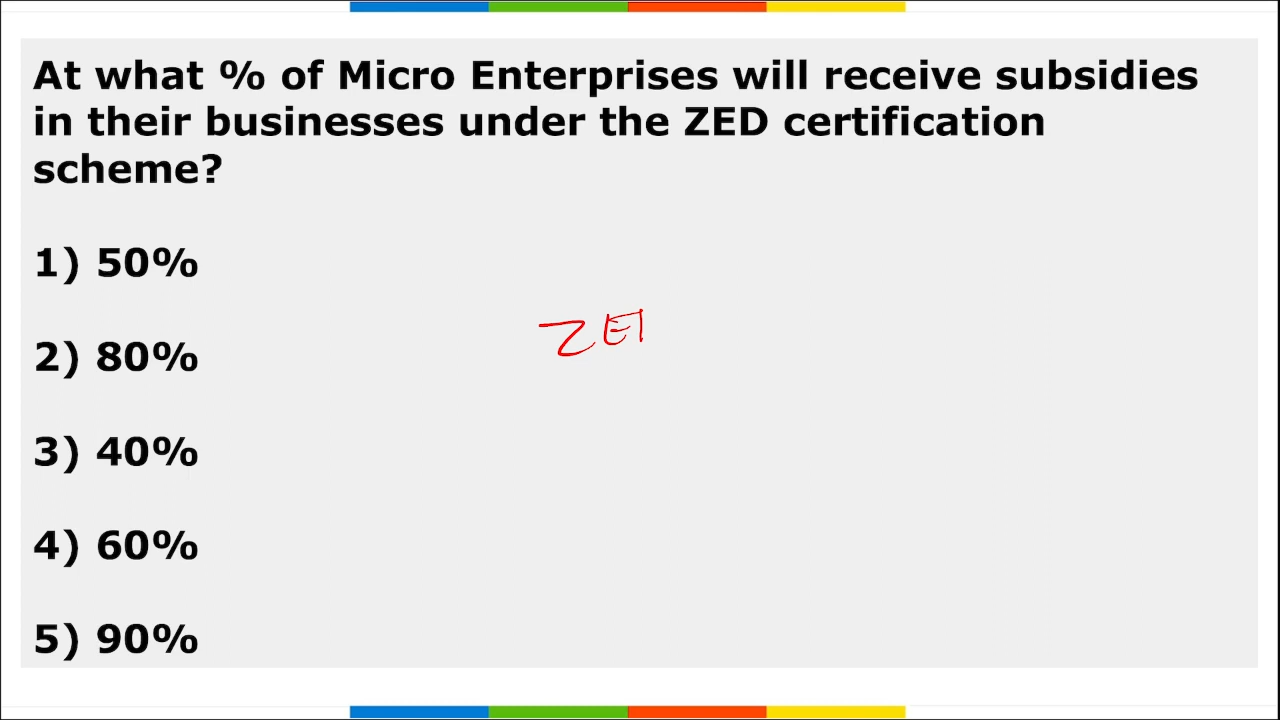 At what % of Micro Enterprises will receive subsidies
in their businesses under the ZED certification
scheme?
1) 50%
2) 80%
ZE
3) 40%
4) 60%
5) 90%